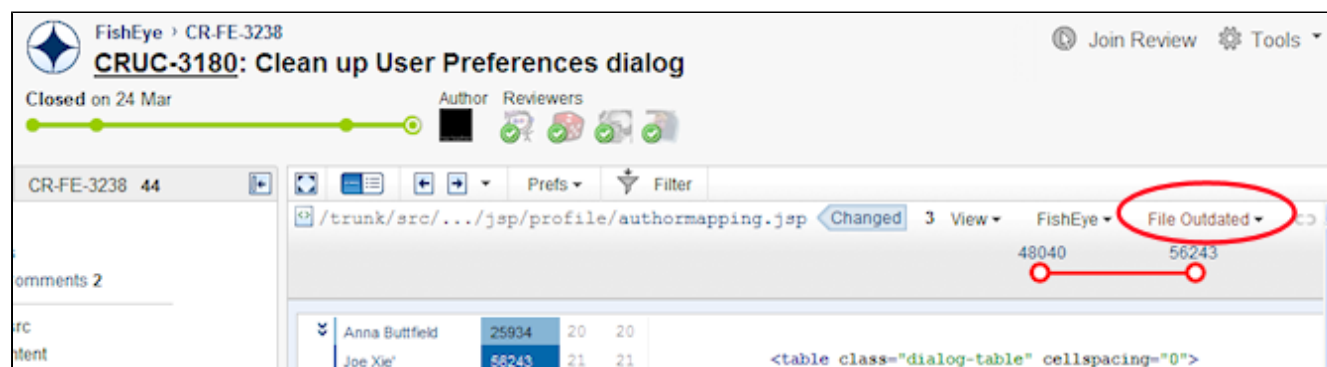 FishEye › CR-FE-3238
CRUC-3180: Clean up User Preferences dialog
Join Review Tools
Closed on 24 Mar
Author Reviewers
CR-FE-3238 44
Prefs Filter
/trunk/src/.../jsp/profile/authormapping.jsp Changed 3 View FishEye File Outdated
48040 56243
omments 2
rc
ntent
Anna Buttfield 25934 20 20
Joe Xie' 56243 21 21 <table class="dialog-table" cellspacing="0">